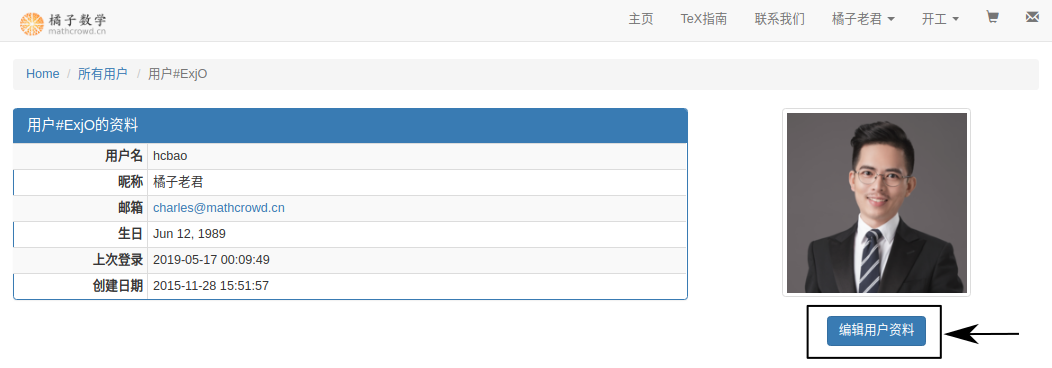 橘子数学
mathcrowd.cn
主页 TeX指南 联系我们 橘子老君 开工
Home / 所有用户 / 用户#ExjO
用户#ExjO的资料
用户名 hcbao
昵称 橘子老君
邮箱 charles@mathcrowd.cn
生日 Jun 12, 1989
上次登录 2019-05-17 00:09:49
创建日期 2015-11-28 15:51:57
编辑用户资料